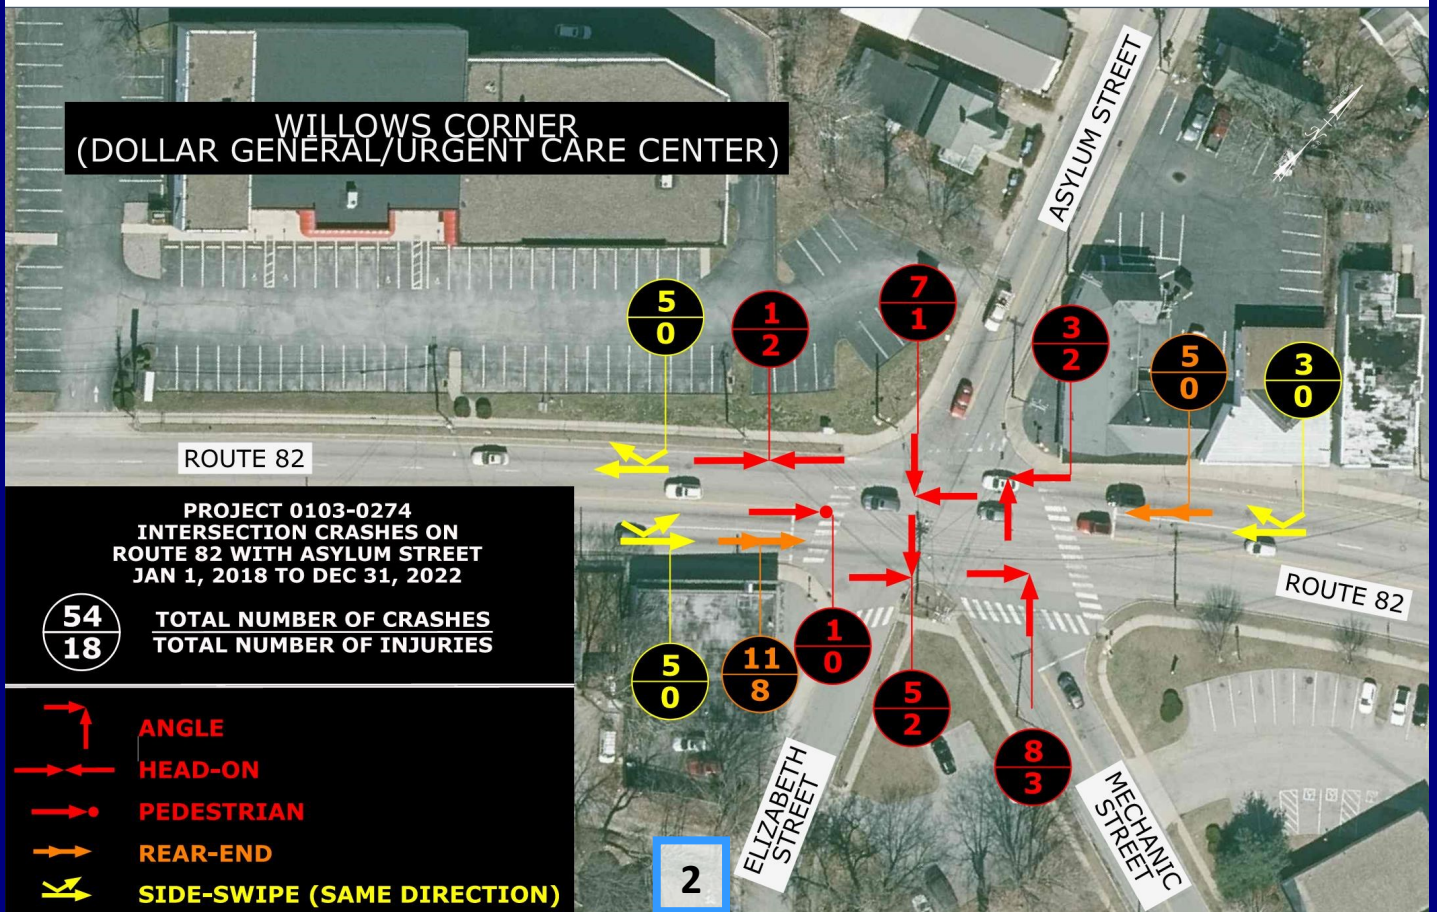 WILLOWS CORNER
(DOLLAR GENERAL/URGENT CARE CENTER)
ASYLUM STREET
5
0
1
2
7
1
3
2
5
0
3
0
ROUTE 82
ROUTE 82
PROJECT 0103-0274
INTERSECTION CRASHES ON
ROUTE 82 WITH ASYLUM STREET
JAN 1, 2018 TO DEC 31, 2022
54
18
TOTAL NUMBER OF CRASHES
TOTAL NUMBER OF INJURIES
5
0
11
8
1
0
5
2
8
3
ANGLE
HEAD-ON
PEDESTRIAN
REAR-END
SIDE-SWIPE (SAME DIRECTION)
ELIZABETH
STREET
MECHANIC
STREET
2